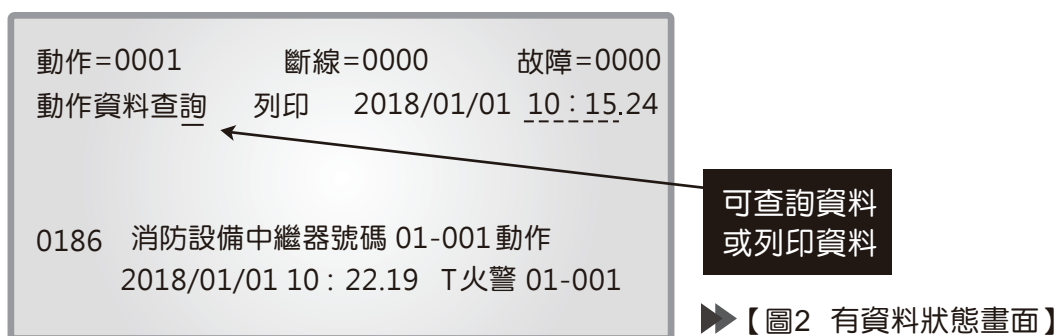 動作=0001 斷線=0000 故障=0000
動作資料查詢 列印 2018/01/01 10：15.24
0186 消防設備中繼器號碼 01-001動作
2018/01/01 10：22.19 T火警 01-001
可查詢資料
或列印資料
【圖2 有資料狀態畫面】